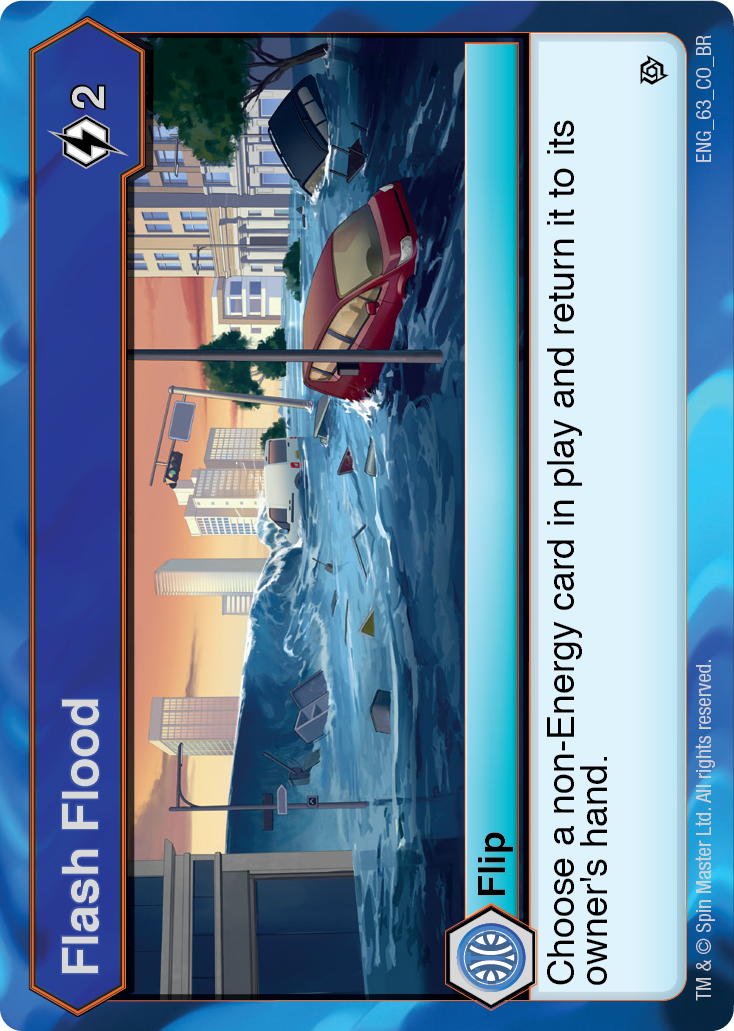 Flash Flood
2
Flip
Choose a non-Energy card in play and return it to its
owner's hand.
TM & © Spin Master Ltd. All rights reserved.
ENG_63_CO_BR